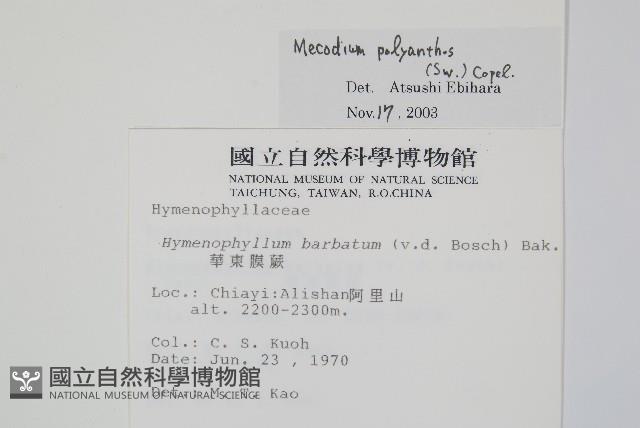 Mecodium polyanthos
(Sw.) Copel.
Det. Atsushi Ebihara
Nov. 17, 2003
國立自然科學博物館
NATIONAL MUSEUM OF NATURAL SCIENCE
TAICHUNG, TAIWAN, R.O.CHINA
Hymenophyllaceae
Hymenophyllum barbatum (v.d. Bosch) Bak.
華東膜蕨
Loc.: Chiayi:Alishan阿里山
alt. 2200-2300m.
Col.: C. S. Kuoh
Date: Jun. 23 , 1970
Det.: M. T. Kao
國立自然科學博物館
NATIONAL MUSEUM OF NATURAL SCIENCE